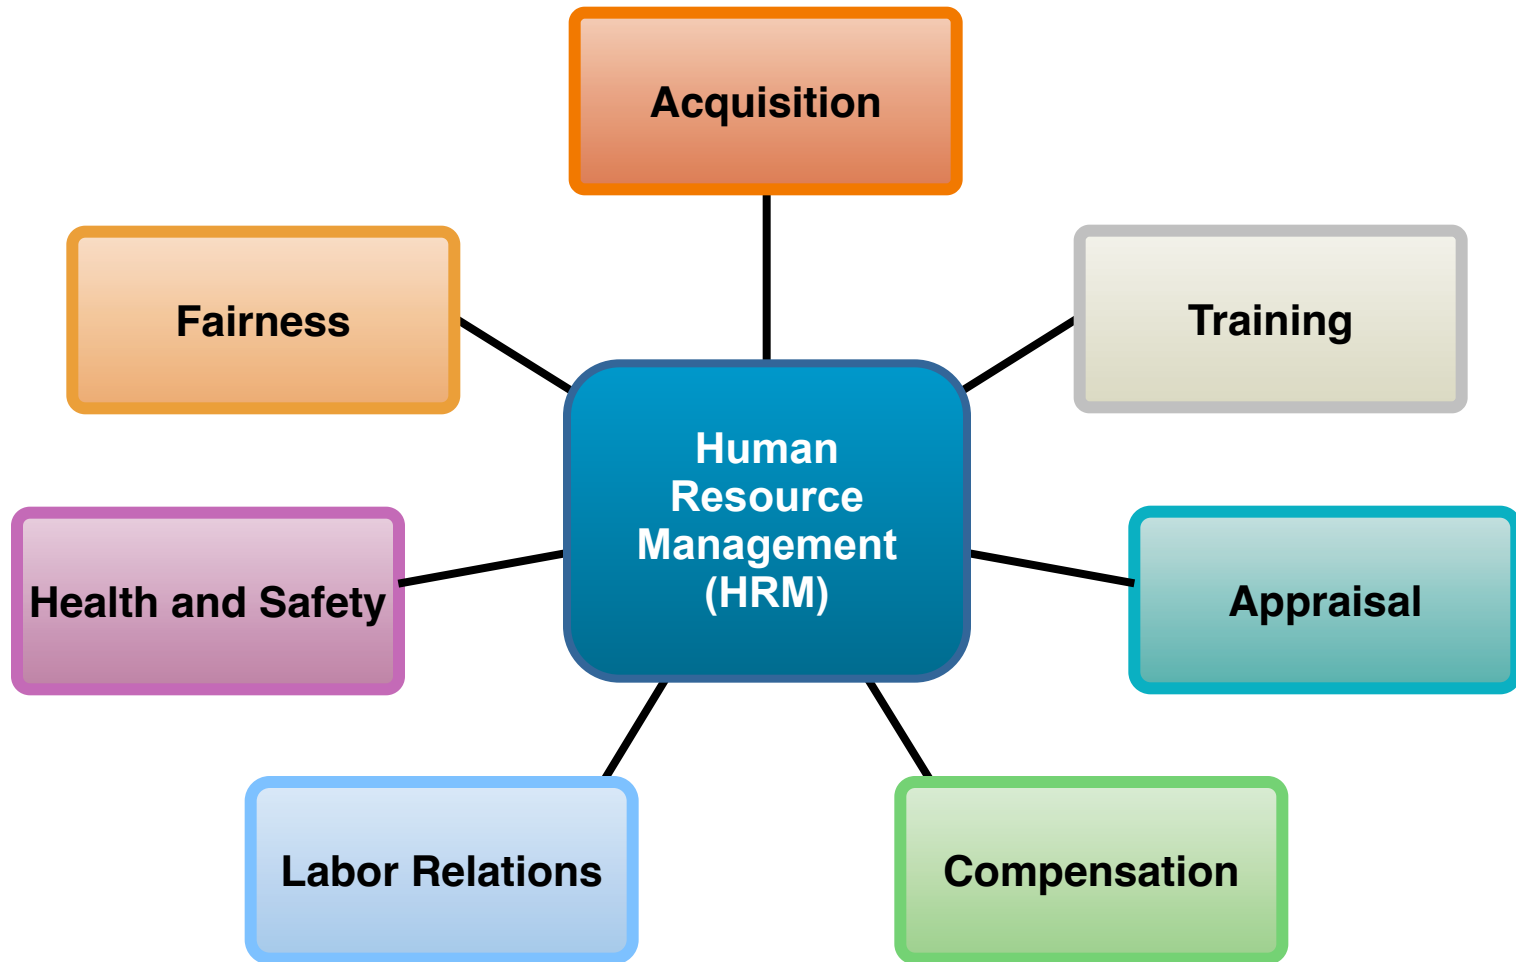 Acquisition
Fairness
Training
Human
Resource
Management
(HRM)
Health and Safety
Appraisal
Labor Relations
Compensation